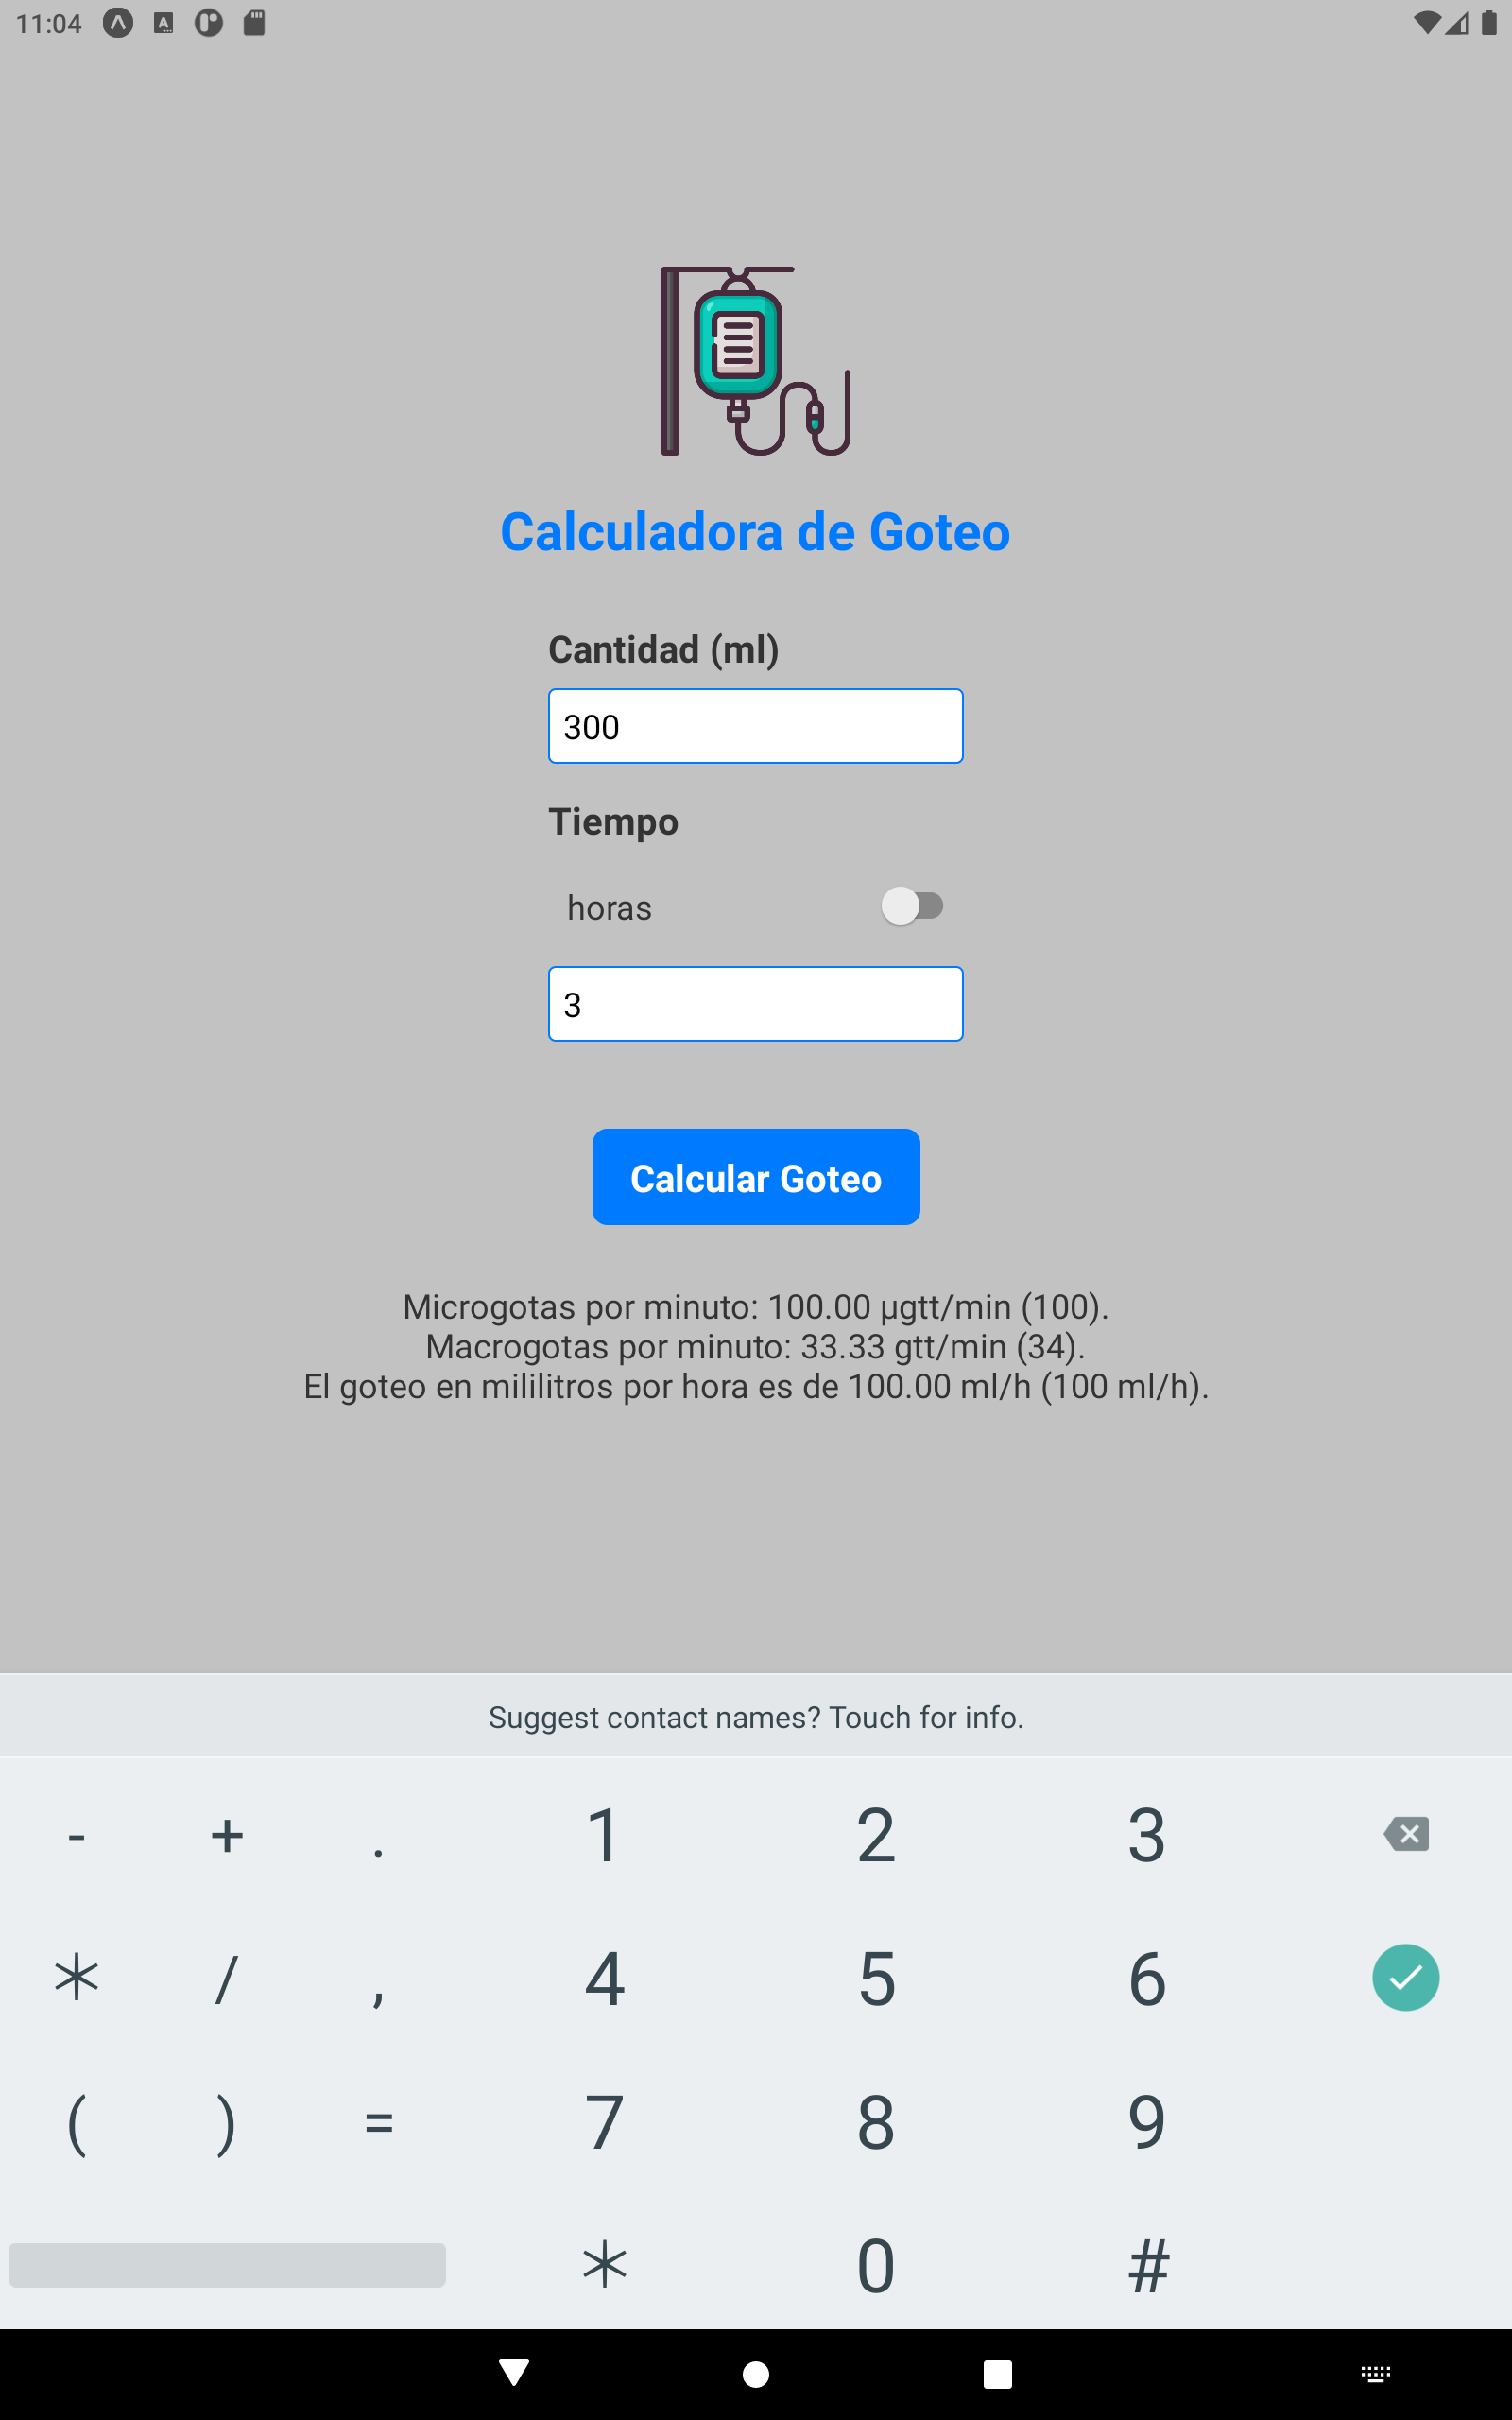 11:04
Calculadora de Goteo
Cantidad (ml)
300
Tiempo
horas
3
Calcular Goteo
Microgotas por minuto: 100.00 µgtt/min (100).
Macrogotas por minuto: 33.33 gtt/min (34).
El goteo en mililitros por hora es de 100.00 ml/h (100 ml/h).
Suggest contact names? Touch for info.
- + . 1 2 3
* / , 4 5 6
( ) = 7 8 9
* 0 #